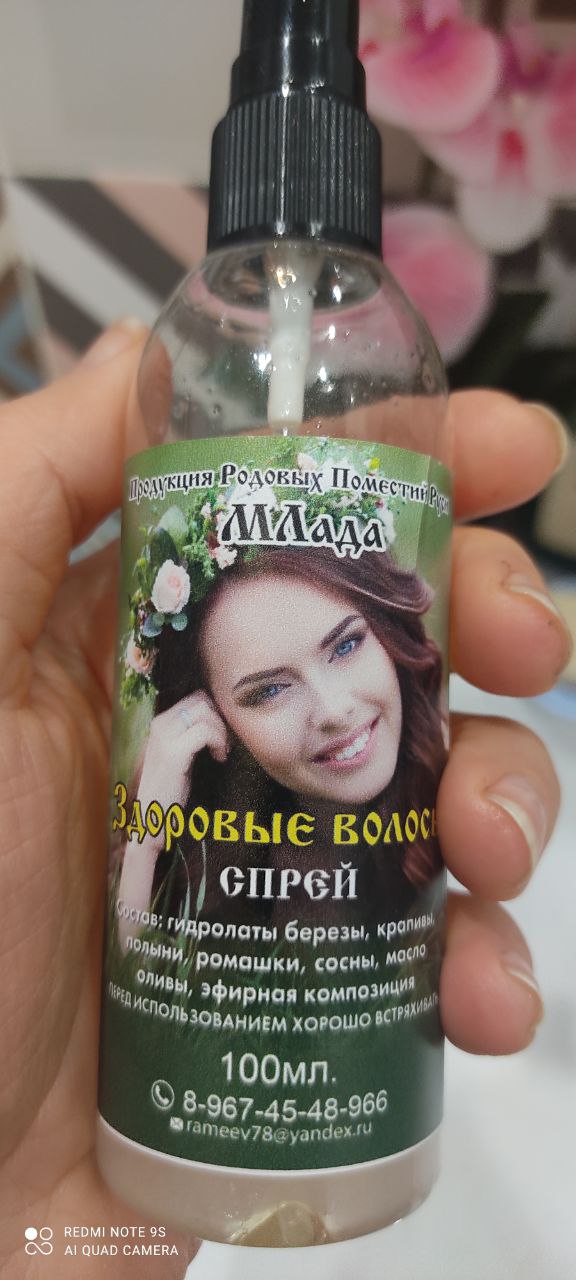 Продукция Родовых Поместий
МЛада
Здоровые волосы
спрей
Состав: гидролаты березы, крапивы,
полыни, ромашки, сосны, масло
оливы, эфирная композиция
ПЕРЕД ИСПОЛЬЗОВАНИЕМ ХОРОШО ВСТРЯХИВАТЬ
100мл.
8-967-45-48-966
rameev78@yandex.ru
REDMI NOTE 9S
AI QUAD CAMERA